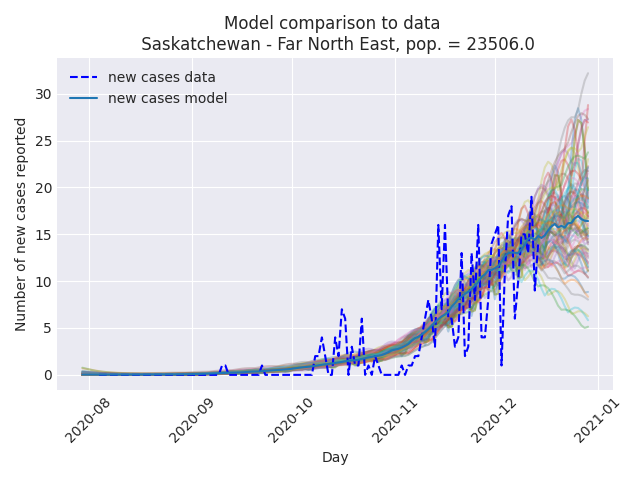 Model comparison to data
Saskatchewan - Far North East, pop. = 23506.0
new cases data
new cases model
Number of new cases reported
30
25
20
15
10
5
0
2020-08
2020-09
2020-10
2020-11
2020-12
2021-01
Day